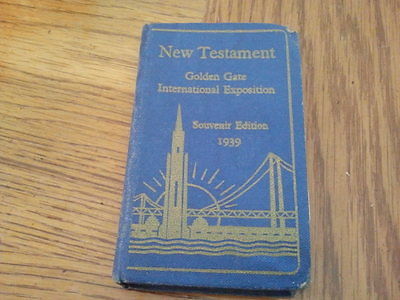 New Testament
Golden Gate
International Exposition
Souvenir Edition
1939